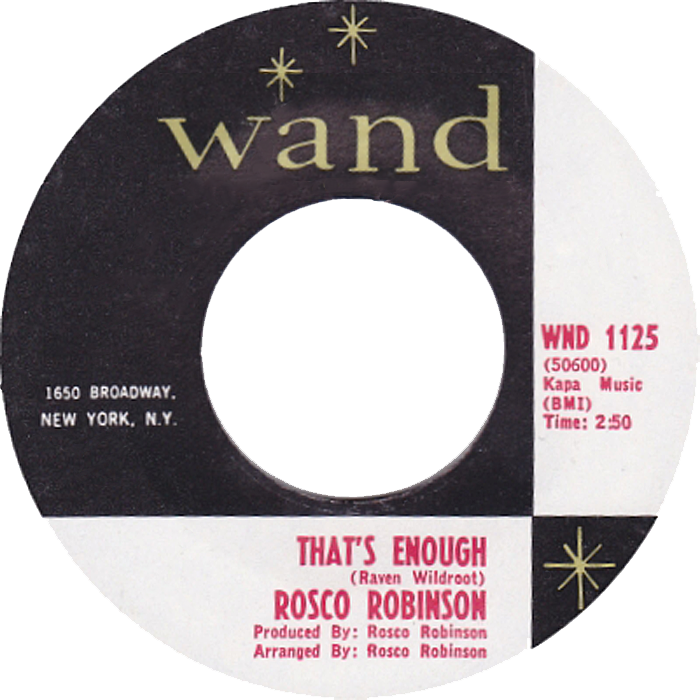 wand
WND 1125
(50600)
Kapa Music
(BMI)
Time: 2:50
1650 BROADWAY,
NEW YORK, N.Y.
THAT'S ENOUGH
(Raven Wildroot)
ROSCO ROBINSON
Produced By: Rosco Robinson
Arranged By: Rosco Robinson